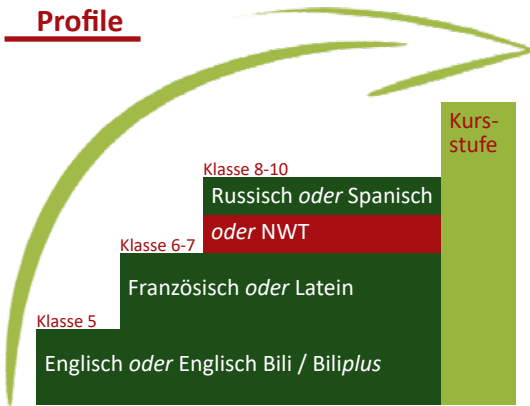 Profile
Kurs-
stufe
Klasse 8-10
Russisch oder Spanisch
oder NWT
Klasse 6-7
Französisch oder Latein
Klasse 5
Englisch oder Englisch Bili / Biliplus